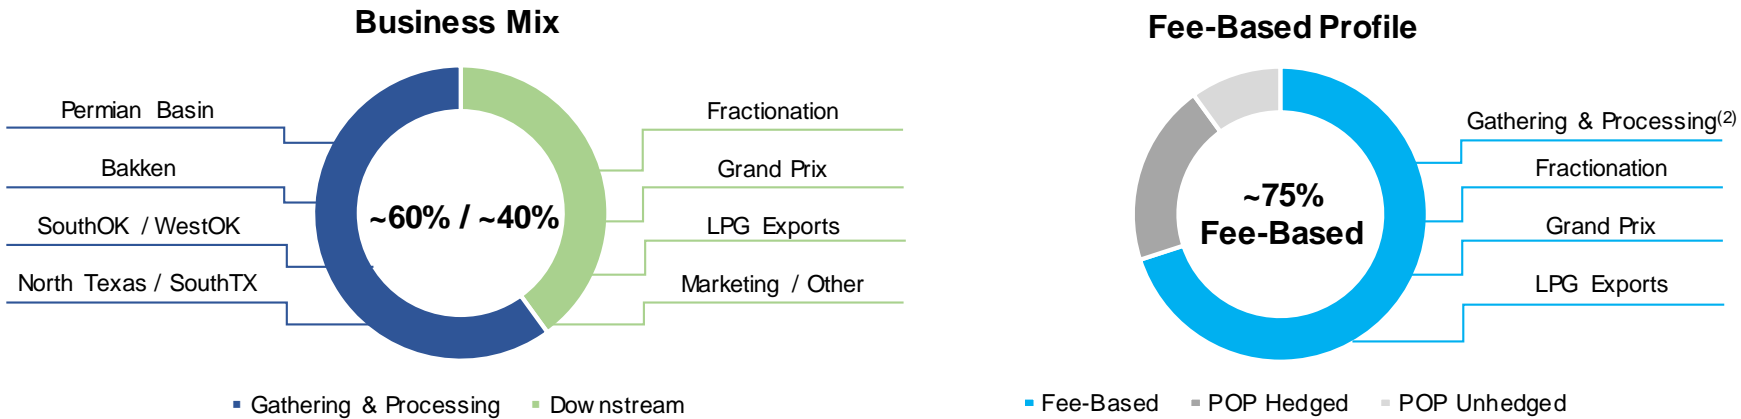 Business Mix
Permian Basin
Bakken
SouthOK / WestOK
North Texas / SouthTX
~60% / ~40%
Fractionation
Grand Prix
LPG Exports
Marketing / Other
Gathering & Processing
Downstream
Fee-Based Profile
~75%
Fee-Based
Gathering & Processing(2)
Fractionation
Grand Prix
LPG Exports
Fee-Based
POP Hedged
POP Unhedged